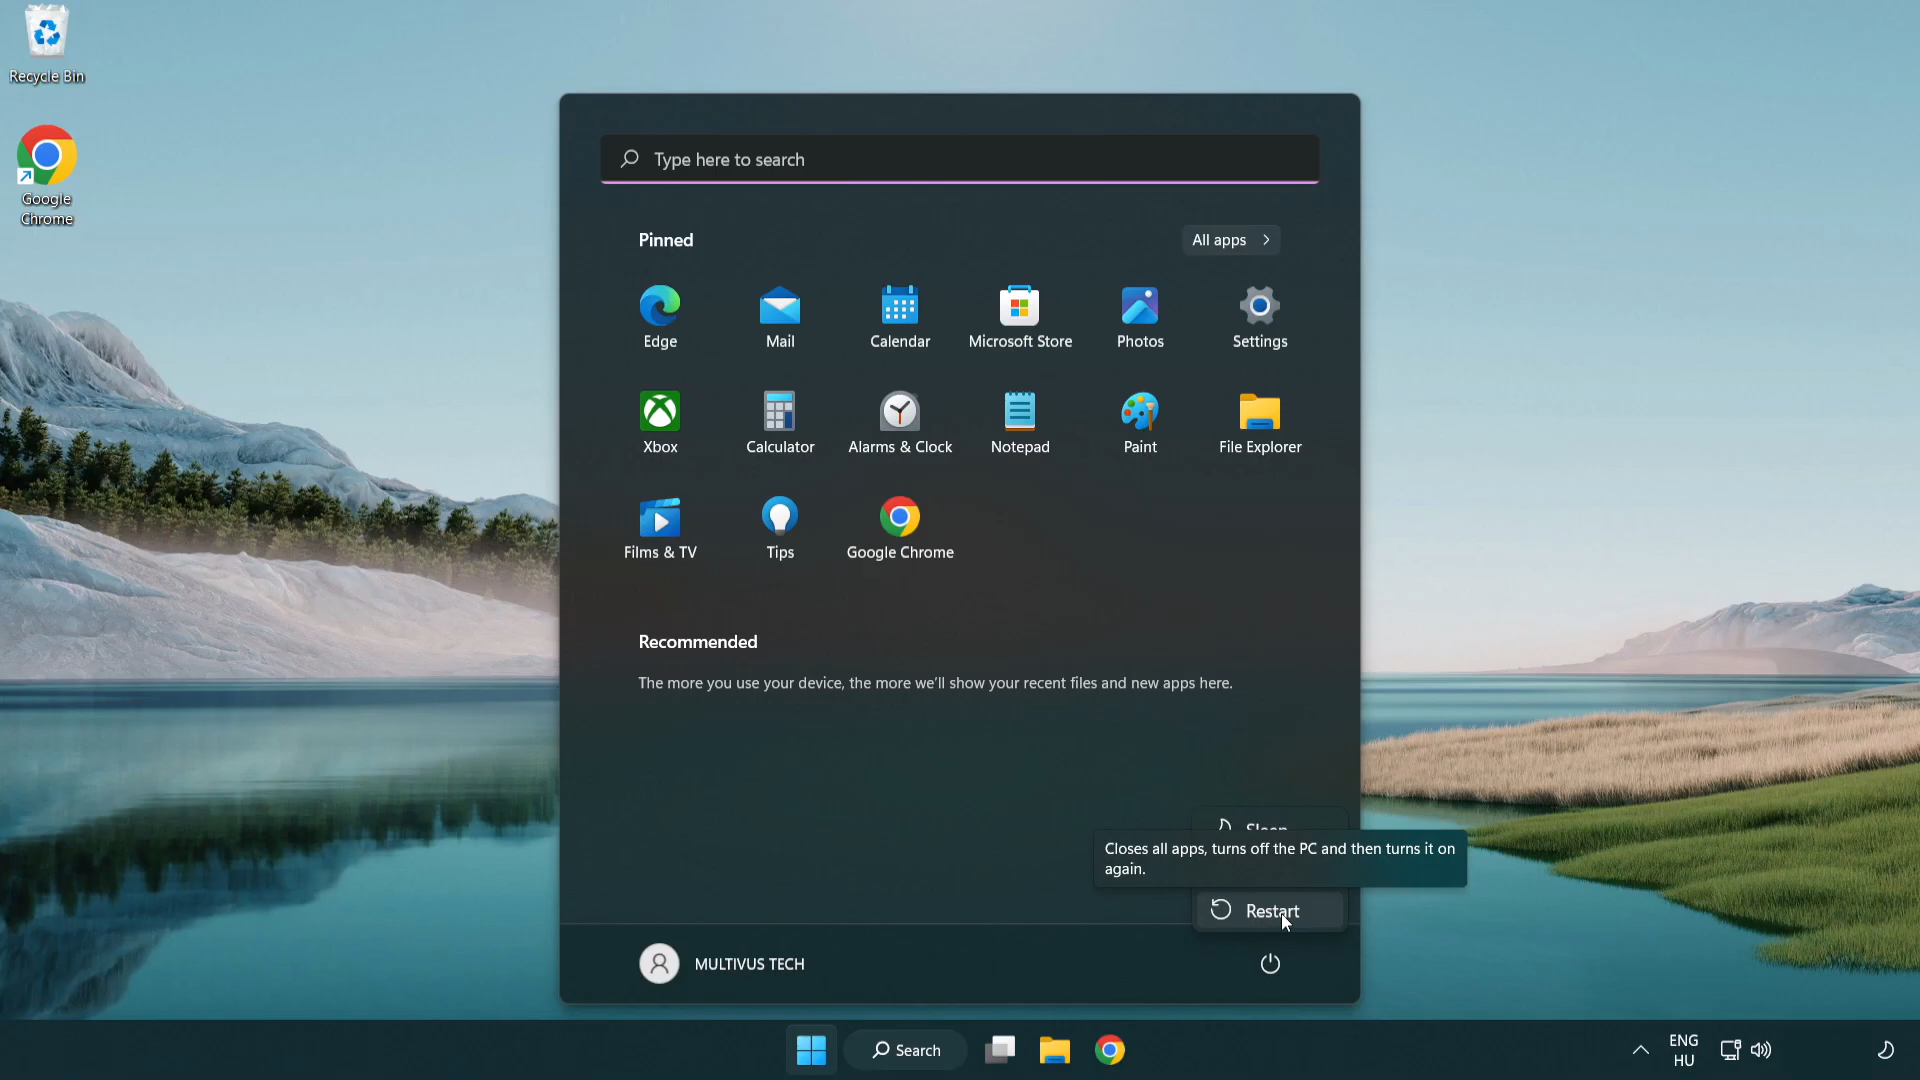 Recycle Bin
Google
Chrome
Type here to search
Pinned
All apps
Edge
Mail
Calendar
Microsoft Store
Photos
Settings
Xbox
Calculator
Alarms & Clock
Notepad
Paint
File Explorer
Films & TV
Tips
Google Chrome
Recommended
The more you use your device, the more we'll show your recent files and new apps here.
Sleep
Closes all apps, turns off the PC and then turns it on
again.
Restart
MULTIVUS TECH
Search
ENG
HU